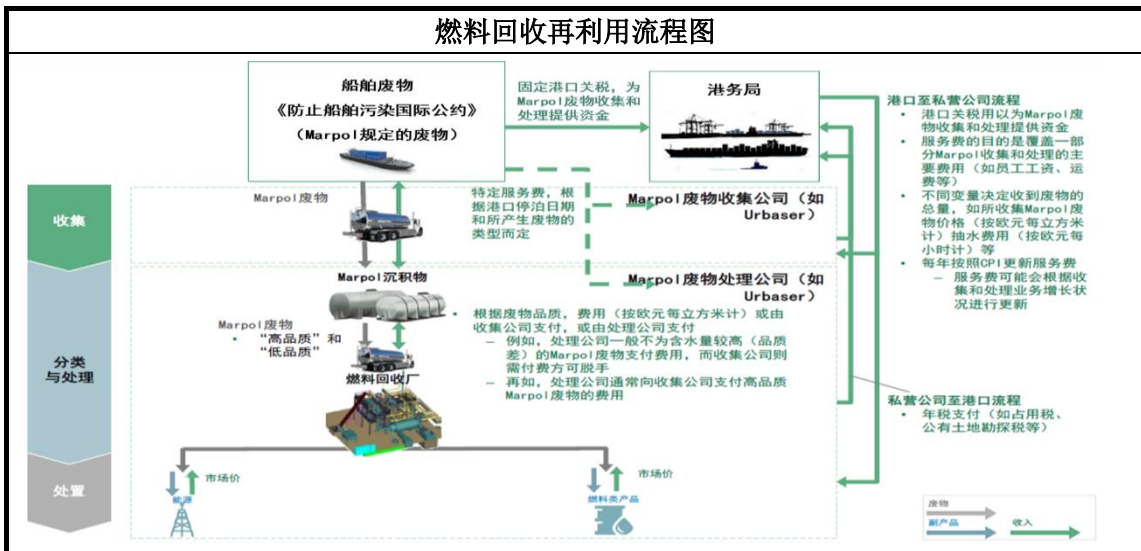 燃料回收再利用流程图
船舶废物
《防止船舶污染国际公约》
（Marpol规定的废物）
固定港口关税，为
Marpol废物收集和
处理提供资金
港务局
港口至私营公司流程
• 港口关税用以为Marpol废
物收集和处理提供资金
• 服务费的目的是覆盖一部
分Marpol收集和处理的主
要费用（如员工工资、运
费等）
• 不同变量决定收到废物的
总量，如所收集Marpol废
物价格（按欧元每立方米
计）抽水费用（按欧元每
小时计）等
• 每年按照CPI更新服务费
– 服务费可能会根据收
集和处理业务增长状
况进行更新
收集
Marpol废物
特定服务费，根
据港口停泊日期
和所产生废物的
类型而定
Marpol废物收集公司（如
Urbaser）
Marpol沉积物
Marpol废物处理公司（如
Urbaser）
分类
与处理
Marpol废物
• “高品质”和
“低品质”
• 根据废物品质，费用（按欧元每立方米计）或由
收集公司支付，或由处理公司支付
– 例如，处理公司一般不为含水量较高（品质
差）的Marpol废物支付费用，而收集公司则
需付费方可脱手
– 再如，处理公司通常向收集公司支付高品质
Marpol废物的费用
燃料回收厂
私营公司至港口流程
• 年税支付（如占用税、
公有土地勘探税等）
处置
市场价
能源
市场价
燃料类产品
废物
副产品
收入